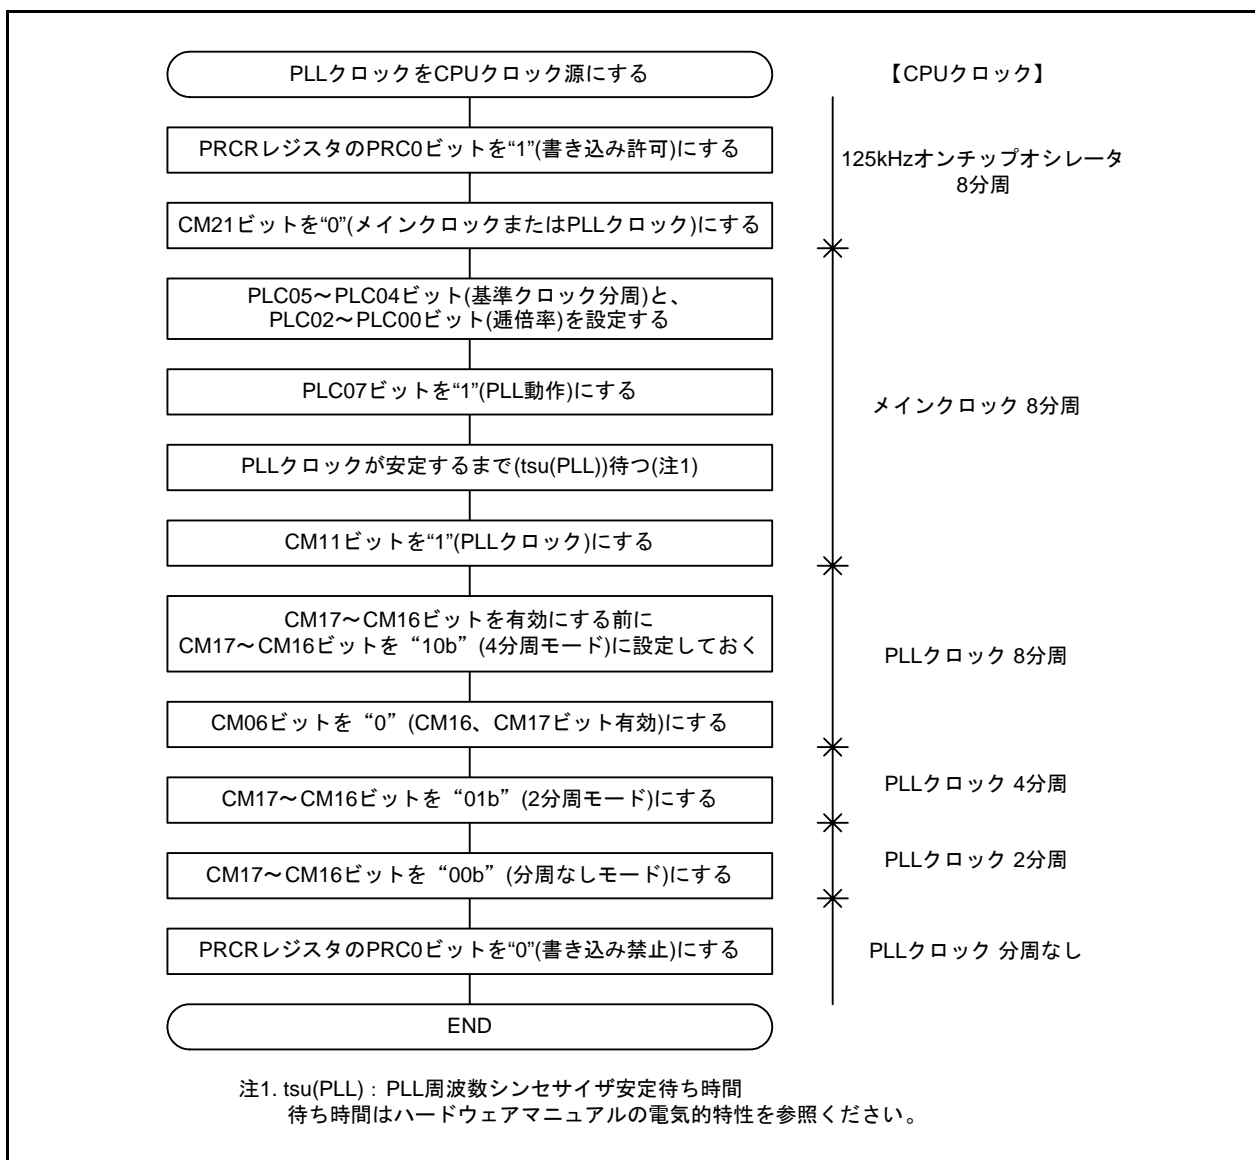 PLLクロックをCPUクロック源にする
【CPUクロック】
PRCRレジスタのPRC0ビットを“1”(書き込み許可)にする
125kHzオンチップオシレータ
8分周
CM21ビットを“0”(メインクロックまたはPLLクロック)にする
PLC05～PLC04ビット(基準クロック分周)と、
PLC02～PLC00ビット(逓倍率)を設定する
PLC07ビットを“1”(PLL動作)にする
メインクロック 8分周
PLLクロックが安定するまで(tsu(PLL))待つ(注1)
CM11ビットを“1”(PLLクロック)にする
CM17～CM16ビットを有効にする前に
CM17～CM16ビットを“10b”(4分周モード)に設定しておく
PLLクロック 8分周
CM06ビットを“0”(CM16、CM17ビット有効)にする
CM17～CM16ビットを“01b”(2分周モード)にする
PLLクロック 4分周
CM17～CM16ビットを“00b”(分周なしモード)にする
PLLクロック 2分周
PRCRレジスタのPRC0ビットを“0”(書き込み禁止)にする
PLLクロック 分周なし
END
注1. tsu(PLL)：PLL周波数シンセサイザ安定待ち時間
待ち時間はハードウェアマニュアルの電気的特性を参照ください。